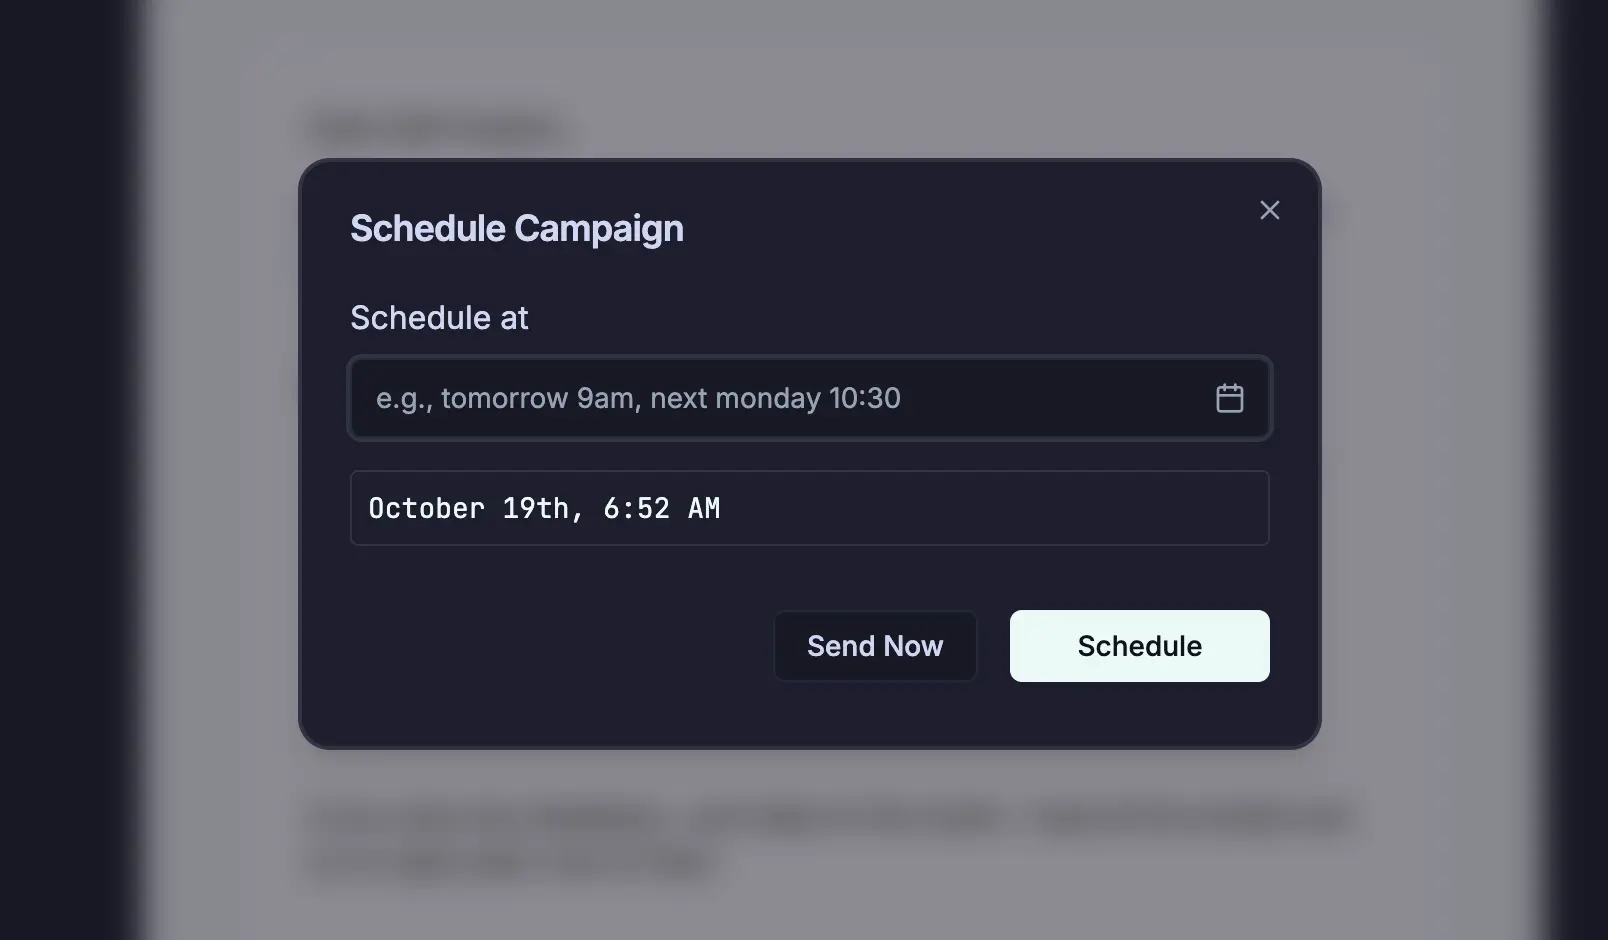 Schedule Campaign
Schedule at
e.g., tomorrow 9am, next monday 10:30
October 19th, 6:52 AM
Send Now
Schedule